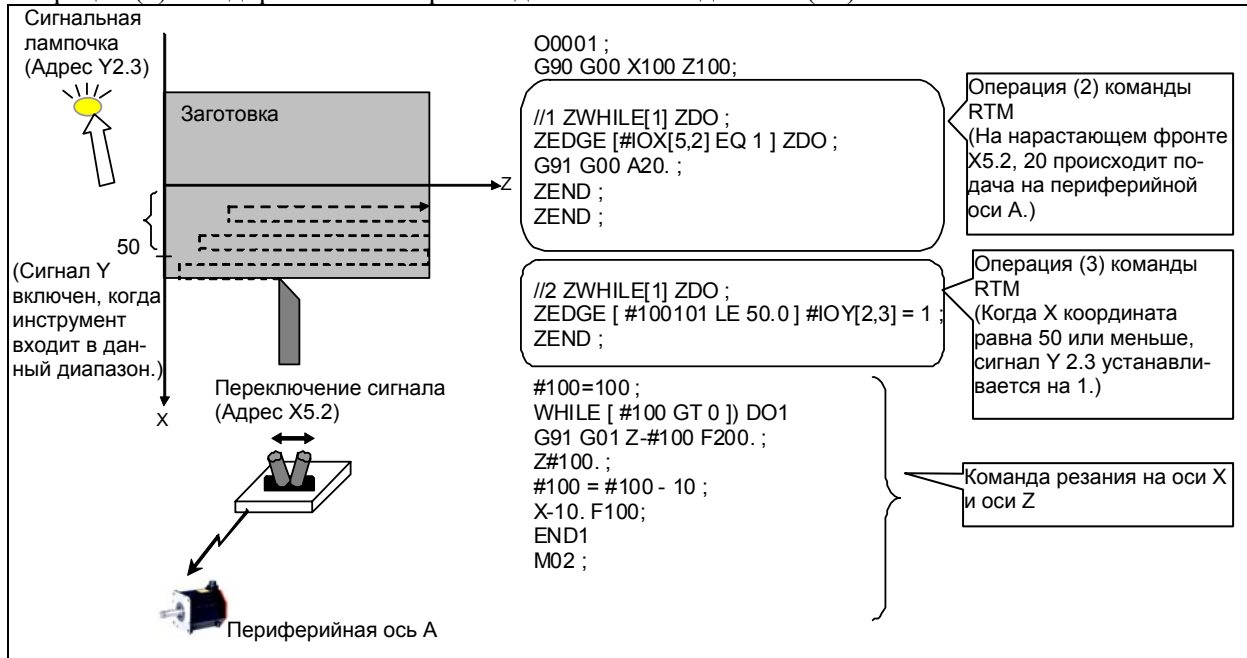 Сигнальная
лампочка
(Адрес Y2.3)
Заготовка
Z
50
(Сигнал Y
включен, когда
инструмент
входит в дан-
ный диапазон.)
X
Переключение сигнала
(Адрес X5.2)
Периферийная ось A
O0001 ;
G90 G00 X100 Z100;
//1 ZWHILE[1] ZDO ;
ZEDGE [#IOX[5,2] EQ 1 ] ZDO ;
G91 G00 A20. ;
ZEND ;
ZEND ;
//2 ZWHILE[1] ZDO ;
ZEDGE [ #100101 LE 50.0 ] #IOY[2,3] = 1 ;
ZEND ;
#100=100 ;
WHILE [ #100 GT 0 ]) DO1
G91 G01 Z-#100 F200. ;
Z#100. ;
#100 = #100 - 10 ;
X-10. F100;
END1
M02 ;
Операция (2) команды
RTM
(На нарастающем фронте
X5.2, 20 происходит по-
дача на периферийной
оси A.)
Операция (3) команды
RTM
(Когда X координата
равна 50 или меньше,
сигнал Y 2.3 устанавли-
вается на 1.)
Команда резания на оси X
и оси Z